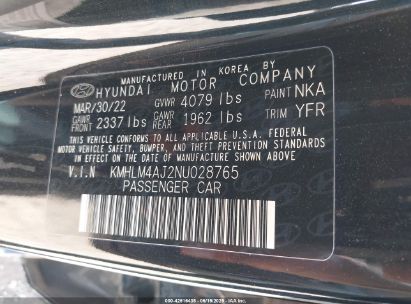 MANUFACTURED IN KOREA BY
HYUNDAI MOTOR COMPANY
MAR/30/22 GVWR 4079 lbs PAINT NKA
GAWR FRONT 2337 lbs GAWR REAR 1962 lbs TRIM YFR
THIS VEHICLE CONFORMS TO ALL APPLICABLE U.S. FEDERAL
MOTOR VEHICLE SAFETY, BUMPER, AND THEFT PREVENTION
STANDARDS IN EFFECT ON THE DATE OF MANUFACTURE SHOWN ABOVE.
V.I.N KMHLM4AJ2NU028765
PASSENGER CAR